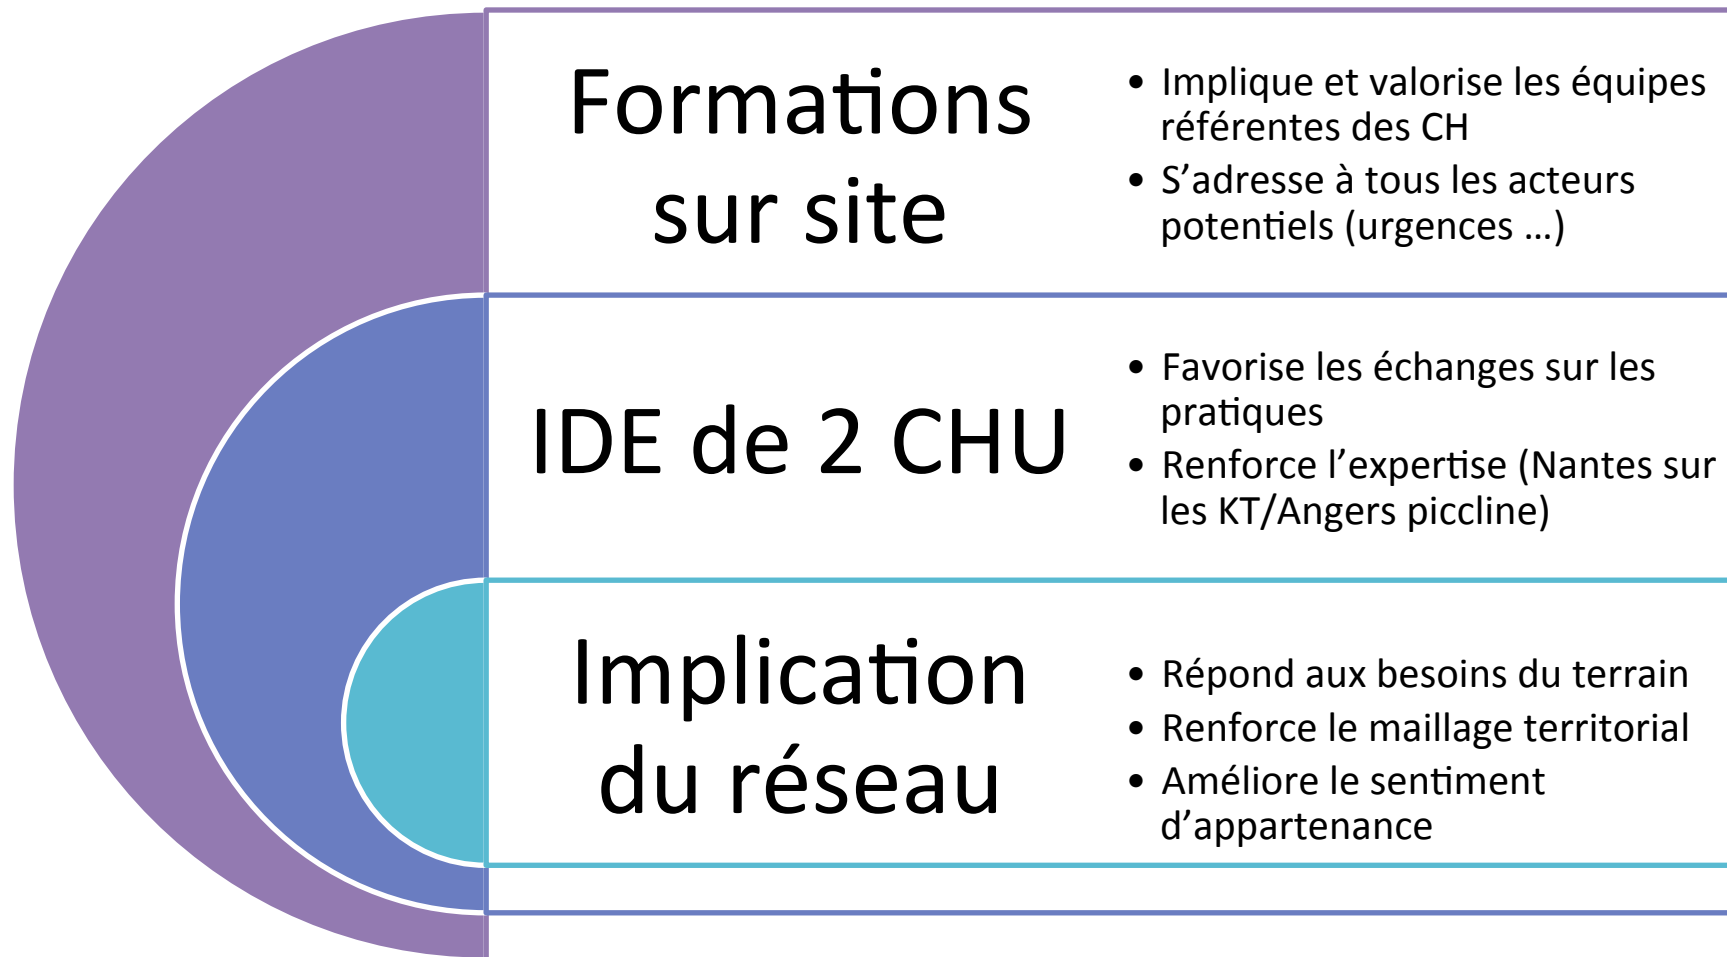 Formations
sur site
• Implique et valorise les équipes
référentes des CH
• S’adresse à tous les acteurs
potentiels (urgences …)
IDE de 2 CHU
• Favorise les échanges sur les
pratiques
• Renforce l’expertise (Nantes sur
les KT/Angers piccline)
Implication
du réseau
• Répond aux besoins du terrain
• Renforce le maillage territorial
• Améliore le sentiment
d’appartenance